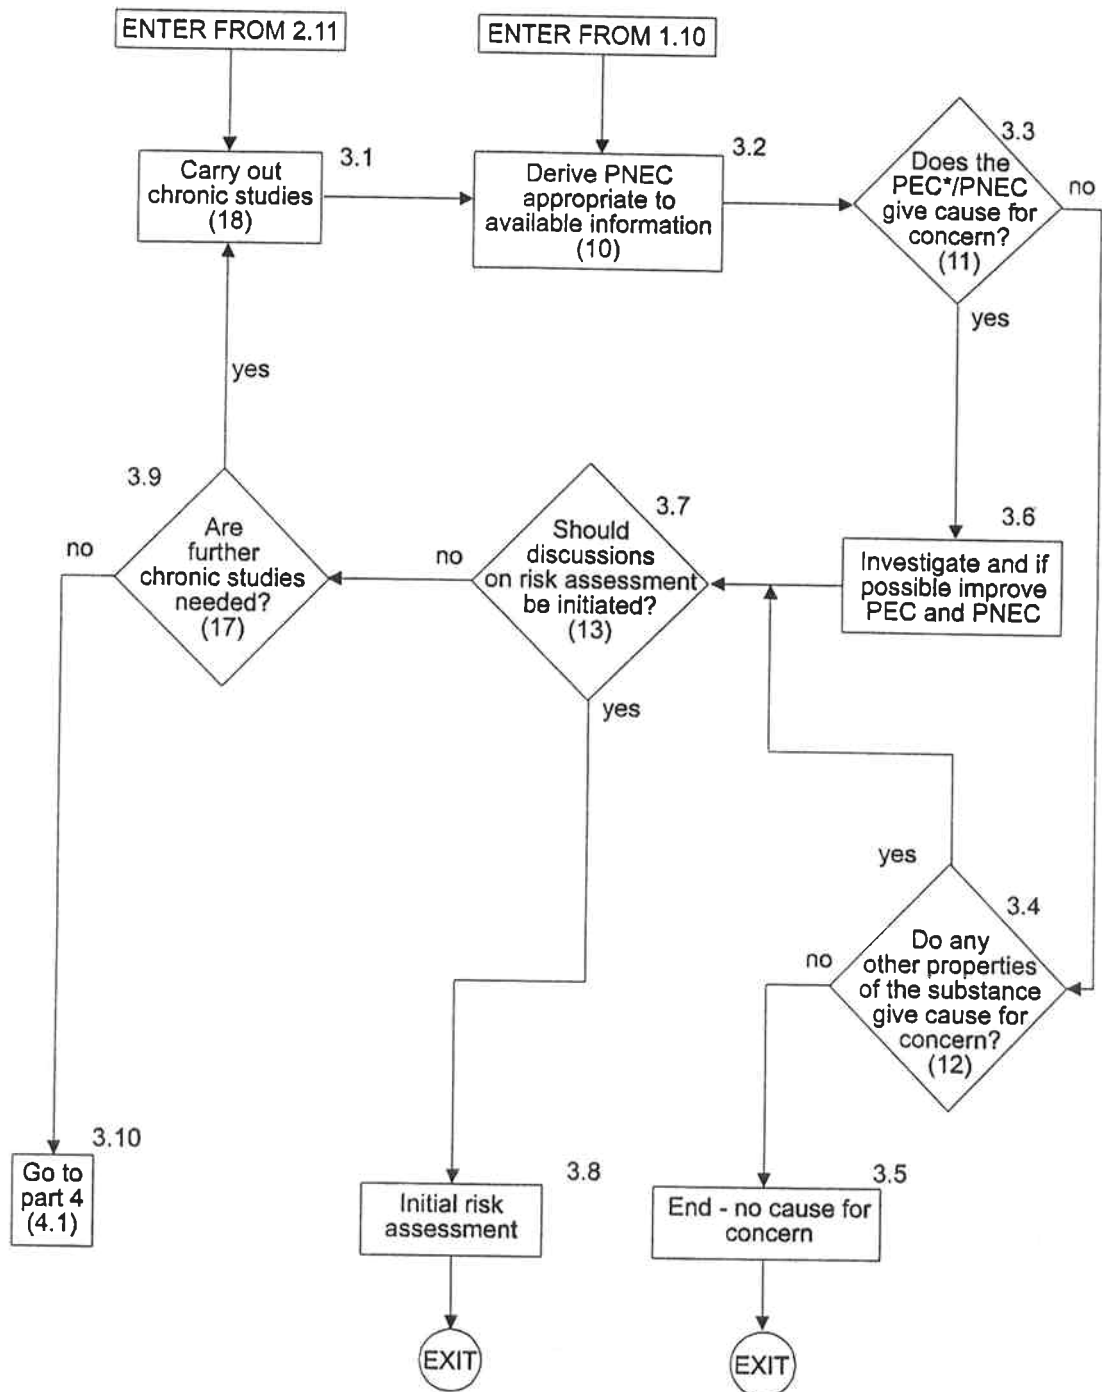 ENTER FROM 2.11
ENTER FROM 1.10
3.1
Carry out
chronic studies
(18)
3.2
Derive PNEC
appropriate to
available information
(10)
3.3
Does the
PEC*/PNEC
give cause for
concern?
(11)
no
yes
yes
3.9
Are
further
chronic studies
needed?
(17)
no
3.7
Should
discussions
on risk assessment
be initiated?
(13)
no
yes
3.6
Investigate and if
possible improve
PEC and PNEC
yes
3.4
Do any
other properties
of the substance
give cause for
concern?
(12)
no
3.10
Go to
part 4
(4.1)
3.8
Initial risk
assessment
3.5
End - no cause for
concern
EXIT
EXIT